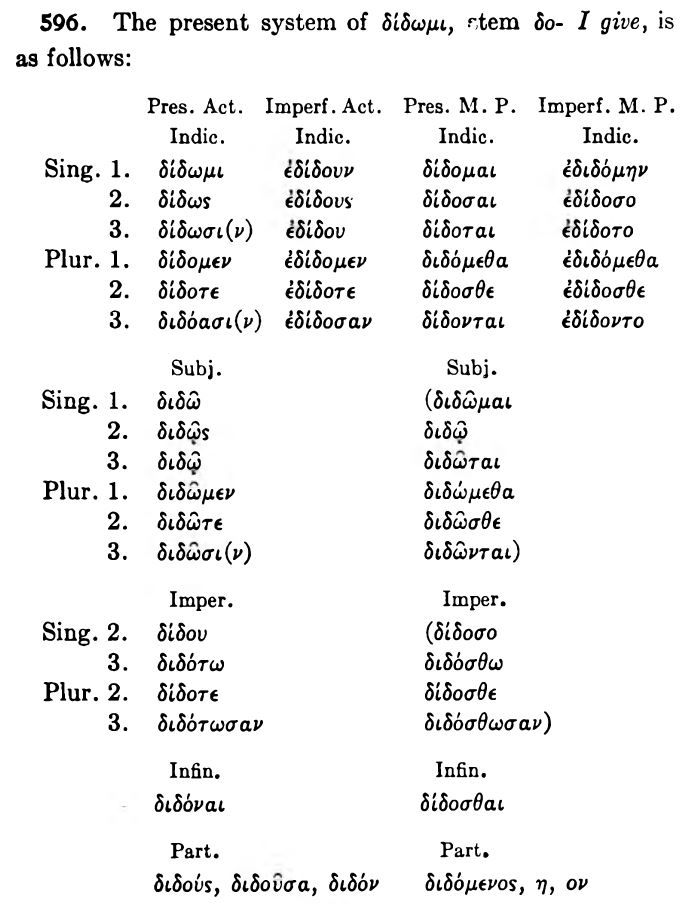 596. The present system of δίδωμι, stem δο- I give, is
as follows:
Pres. Act. Imperf. Act. Pres. M. P. Imperf. M. P.
Indic. Indic. Indic. Indic.
Sing. 1. δίδωμι ἐδίδουν δίδομαι ἐδιδόμην
2. δίδως ἐδίδους δίδοσαι ἐδίδοσο
3. δίδωσι(ν) ἐδίδου δίδοται ἐδίδοτο
Plur. 1. δίδομεν ἐδίδομεν διδόμεθα ἐδιδόμεθα
2. δίδοτε ἐδίδοτε δίδοσθε ἐδίδοσθε
3. διδόασι(ν) ἐδίδοσαν δίδονται ἐδίδοντο
Subj. Subj.
Sing. 1. διδῶ (διδῶμαι
2. διδῷς διδῷ
3. διδῷ διδῶται
Plur. 1. διδῶμεν διδώμεθα
2. διδῶτε διδῶσθε
3. διδῶσι(ν) διδῶνται)
Imper. Imper.
Sing. 2. δίδου (δίδοσο
3. διδότω διδόσθω
Plur. 2. δίδοτε δίδοσθε
3. διδότωσαν διδόσθωσαν)
Infin. Infin.
διδόναι δίδοσθαι
Part. Part.
διδούς, διδοῦσα, διδόν διδόμενος, η, ον